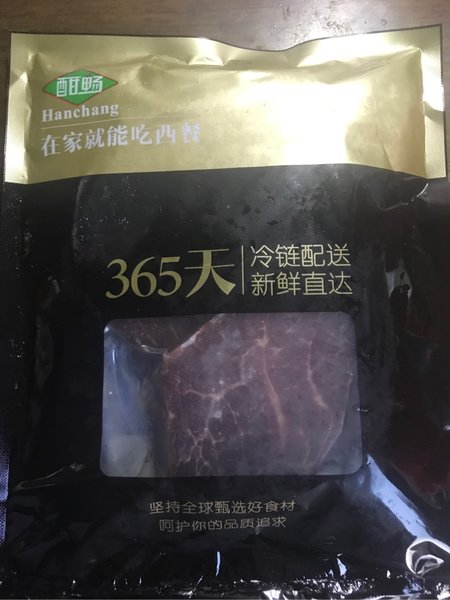 酣畅
Hanchang
在家就能吃西餐
365天
冷链配送
新鲜直达
坚持全球甄选好食材
呵护你的品质追求